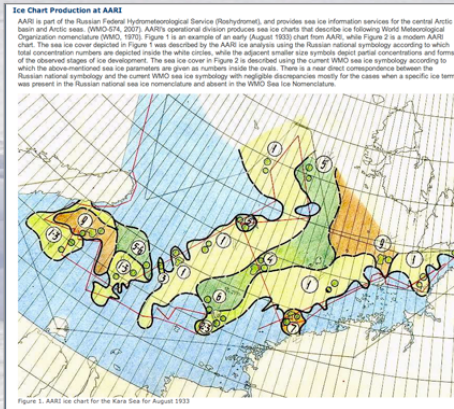 Ice Chart Production at AARI
AARI is part of the Russian Federal Hydrometeorological Service (Roshydromet), and provides sea ice information services for the central Arctic
basin and Arctic seas. (WMO-574, 2007). AARI's operational division produces sea ice charts that describe ice following World Meteorological
Organization nomenclature (WMO, 1970). Figure 1 is an example of an early (August 1933) chart from AARI, while Figure 2 is a modern AARI
chart. The sea ice cover depicted in Figure 1 was described by the AARI ice analysis using the Russian national symbology according to which
total concentration numbers are depicted inside the white circles, while the adjacent smaller size symbols depict partial concentrations and forms
of the observed stages of ice development. The sea ice cover in Figure 2 is described using the current WMO sea ice symbology according to
which the above-mentioned sea ice parameters are given as numbers inside the ovals. There is a near direct correspondence between the
Russian national symbology and the current WMO sea ice symbology with negligible discrepancies mostly for the cases when a specific ice term
was present in the Russian national sea ice nomenclature and absent in the WMO Sea Ice Nomenclature.
1
5
9
1
1
1
6
1
7
Figure 1. AARI ice chart for the Kara Sea for August 1933